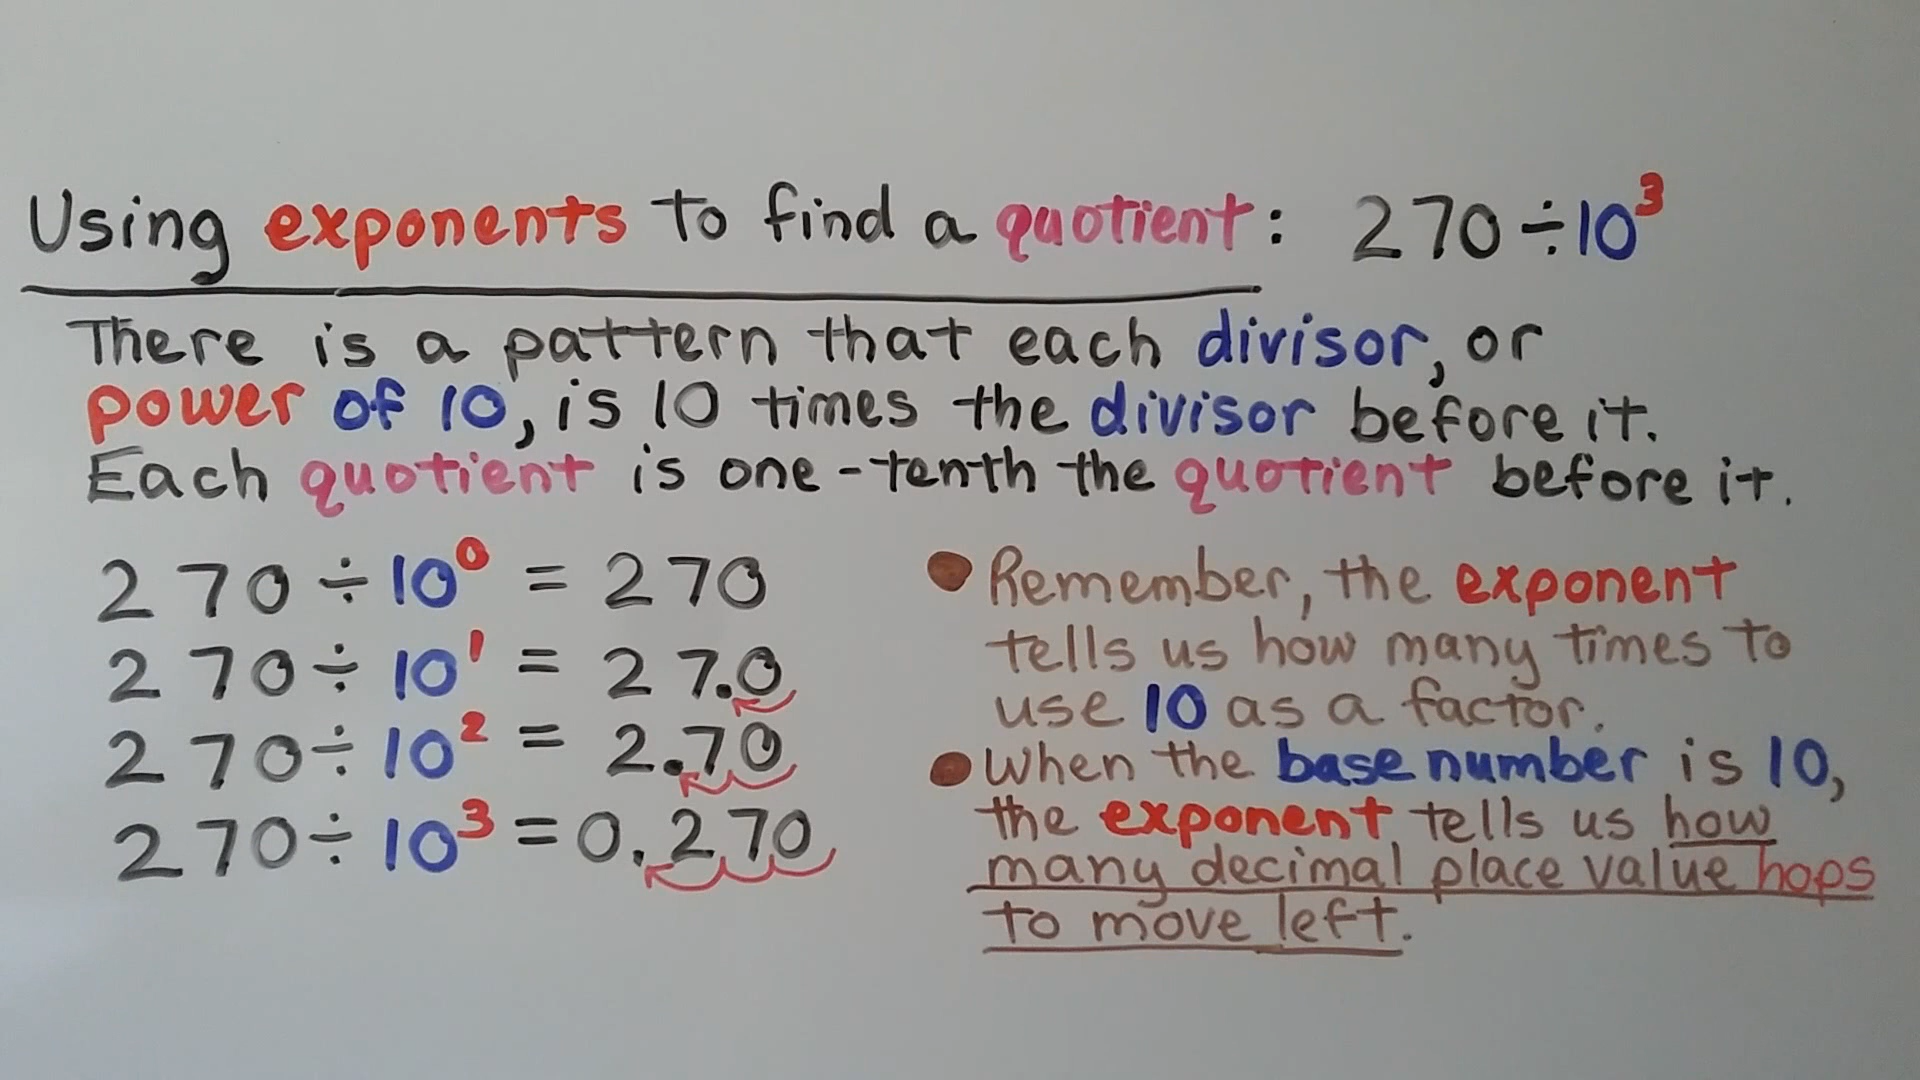 Using exponents to find a quotient: 270 ÷ 10³
There is a pattern that each divisor, or
power of 10, is 10 times the divisor before it.
Each quotient is one-tenth the quotient before it.
270 ÷ 10⁰ = 270
270 ÷ 10¹ = 27.0
270 ÷ 10² = 2.70
270 ÷ 10³ = 0.270
• Remember, the exponent
tells us how many times to
use 10 as a factor.
• When the base number is 10,
the exponent tells us how
many decimal place value hops
to move left.